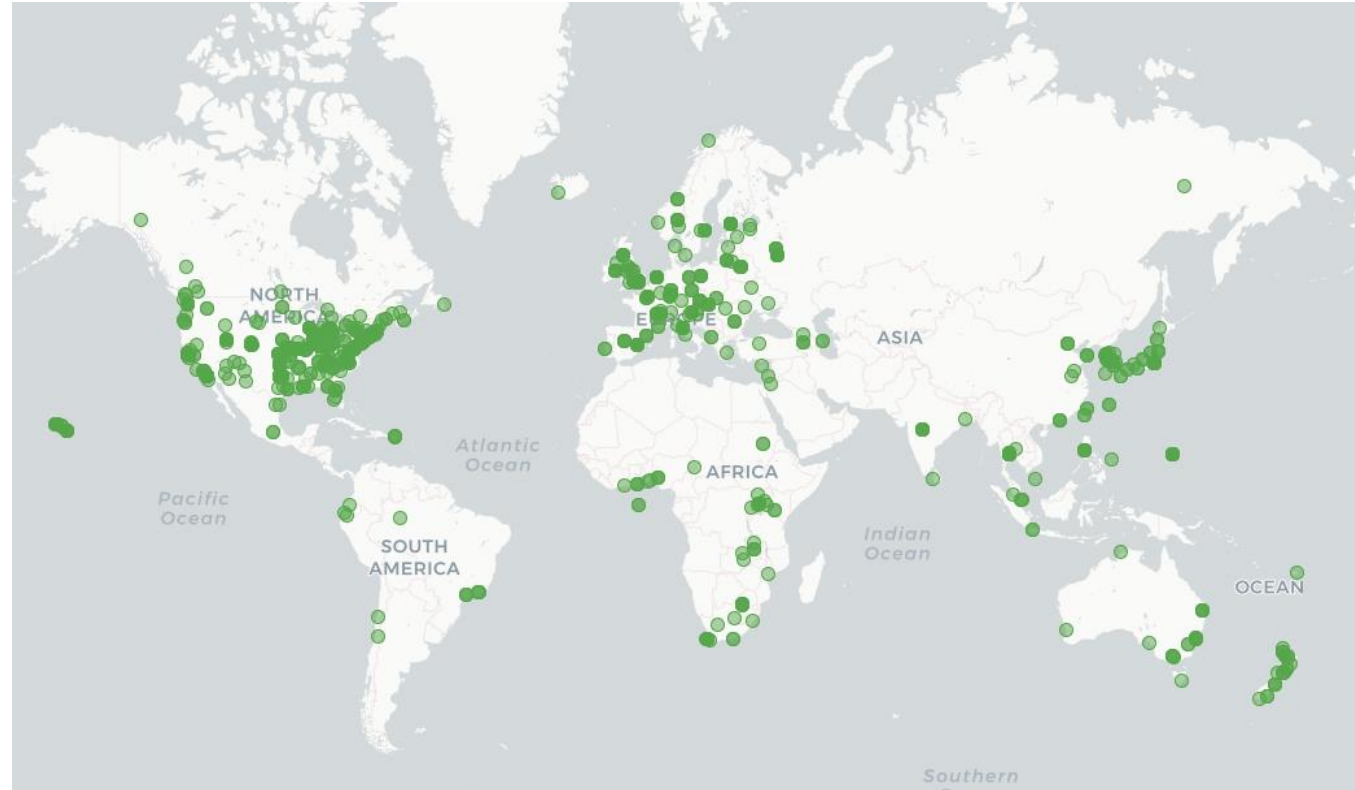 NORTH
AMERICA
EUROPE
ASIA
Atlantic
Ocean
AFRICA
Pacific
Ocean
Indian
Ocean
SOUTH
AMERICA
OCEAN
Southern